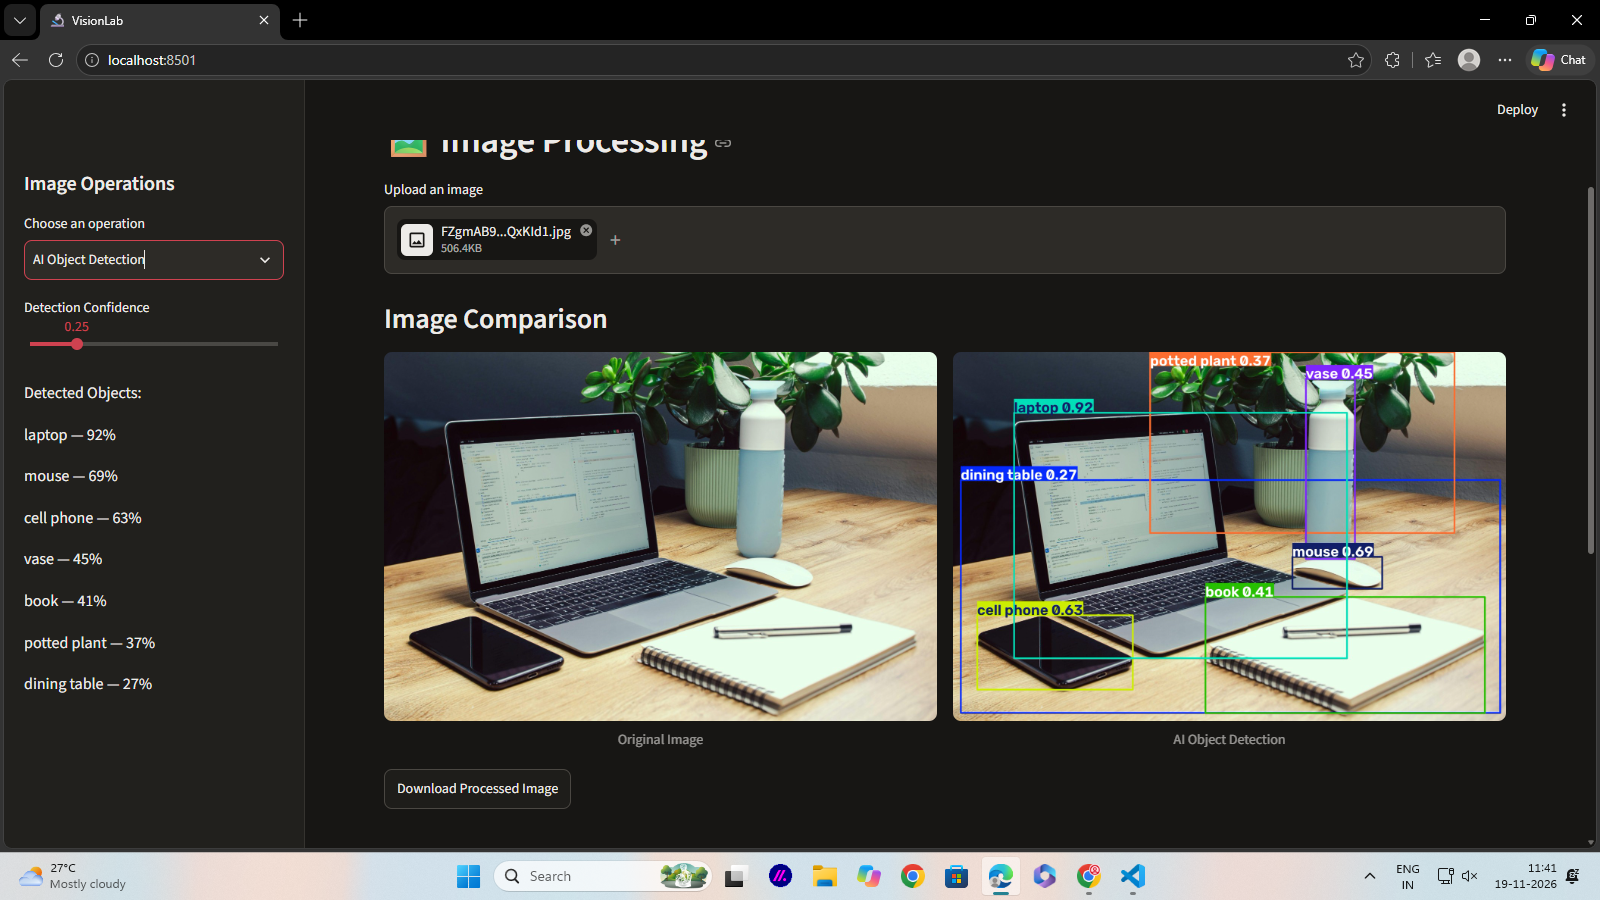 VisionLab
localhost:8501
Chat
Deploy
Image Operations
Choose an operation
AI Object Detection
Detection Confidence
0.25
Detected Objects:
laptop — 92%
mouse — 69%
cell phone — 63%
vase — 45%
book — 41%
potted plant — 37%
dining table — 27%
Image Processing
Upload an image
FZgmAB9...QxKId1.jpg
506.4KB
Image Comparison
potted plant 0.37
vase 0.45
laptop 0.92
dining table 0.27
mouse 0.69
book 0.41
cell phone 0.63
Original Image
AI Object Detection
Download Processed Image
27°C
Mostly cloudy
Search
ENG
IN
11:41
19-11-2026